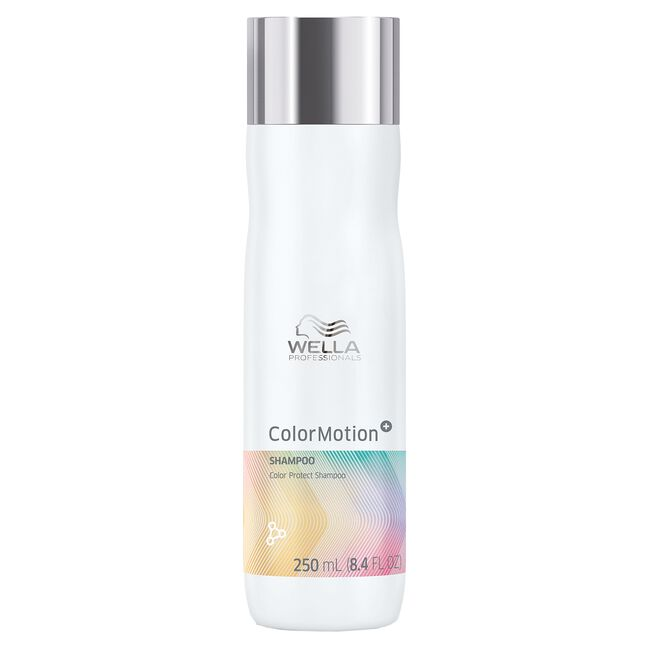 WELLA
PROFESSIONALS
ColorMotion+
SHAMPOO
Color Protect Shampoo
250 mL (8.4 FL OZ)